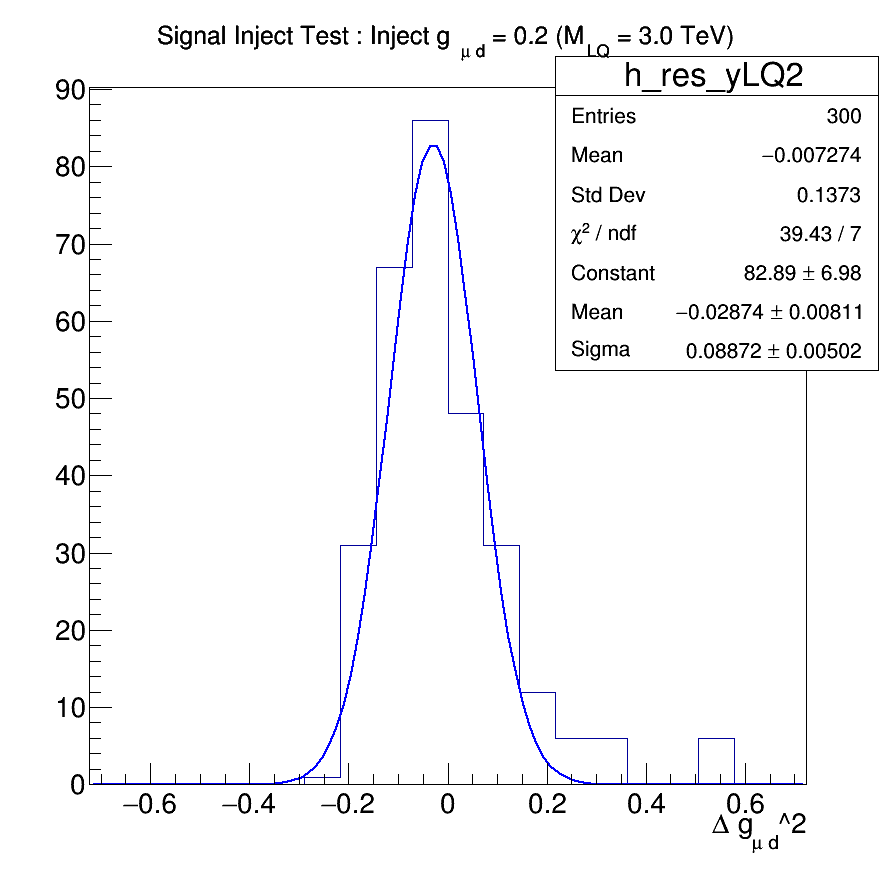 Signal Inject Test : Inject g μ d = 0.2 (M LQ = 3.0 TeV)
h_res_yLQ2
Entries 300
Mean −0.007274
Std Dev 0.1373
χ² / ndf 39.43 / 7
Constant 82.89 ± 6.98
Mean −0.02874 ± 0.00811
Sigma 0.08872 ± 0.00502
90
80
70
60
50
40
30
20
10
0
−0.6 −0.4 −0.2 0 0.2 0.4 0.6
Δ g μ d ^2